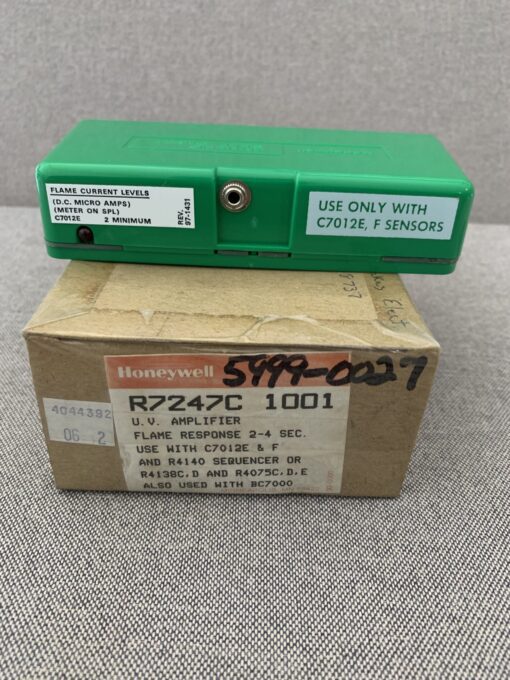 FLAME CURRENT LEVELS
(D.C. MICRO AMPS)
(METER ON SPL)
C7012E 2 MINIMUM
REV.
97-1431
USE ONLY WITH
C7012E, F SENSORS
Honeywell
5999-0027
4044392
06 2
R7247C 1001
U.V. AMPLIFIER
FLAME RESPONSE 2-4 SEC.
USE WITH C7012E & F
AND R4140 SEQUENCER OR
R4138C,D AND R4075C,D,E
ALSO USED WITH BC7000